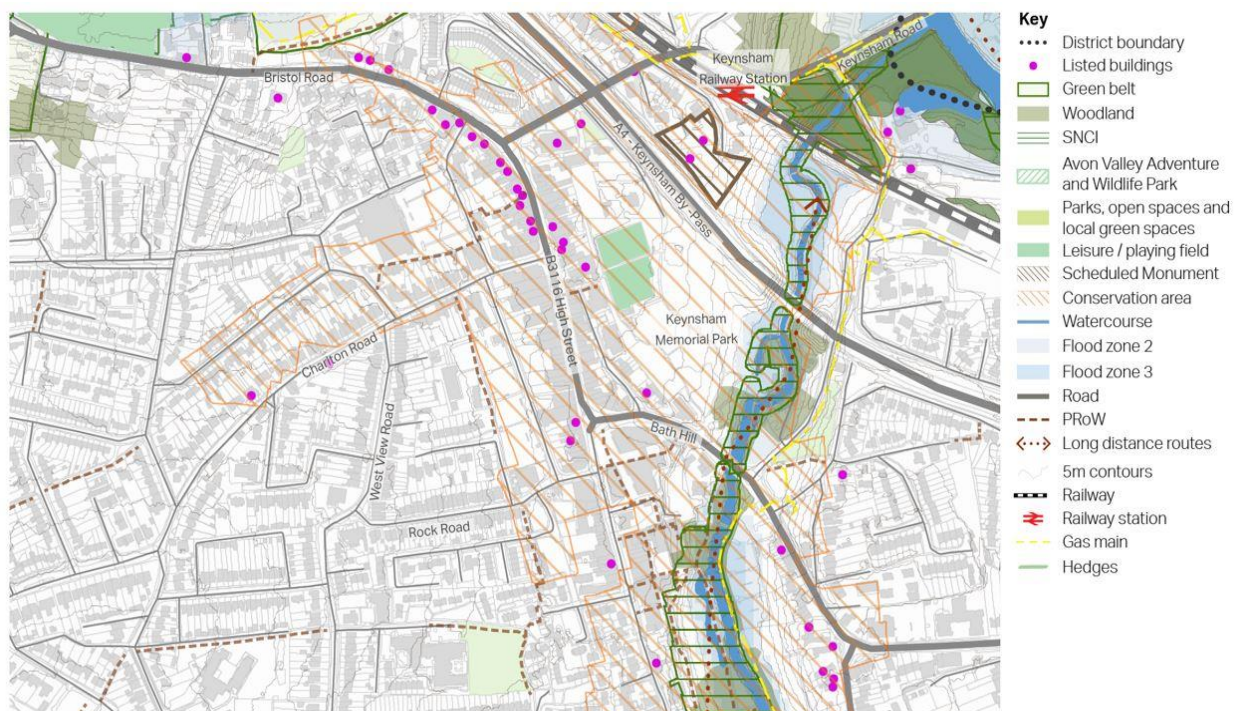 Bristol Road
Keynsham
Railway Station
Keynsham Road
A4 - Keynsham By -Pass
B3116 High Street
Keynsham
Memorial Park
Charlton Road
West View Road
Bath Hill
Rock Road
Key
District boundary
Listed buildings
Green belt
Woodland
SNCI
Avon Valley Adventure
and Wildlife Park
Parks, open spaces and
local green spaces
Leisure / playing field
Scheduled Monument
Conservation area
Watercourse
Flood zone 2
Flood zone 3
Road
PRoW
Long distance routes
5m contours
Railway
Railway station
Gas main
Hedges